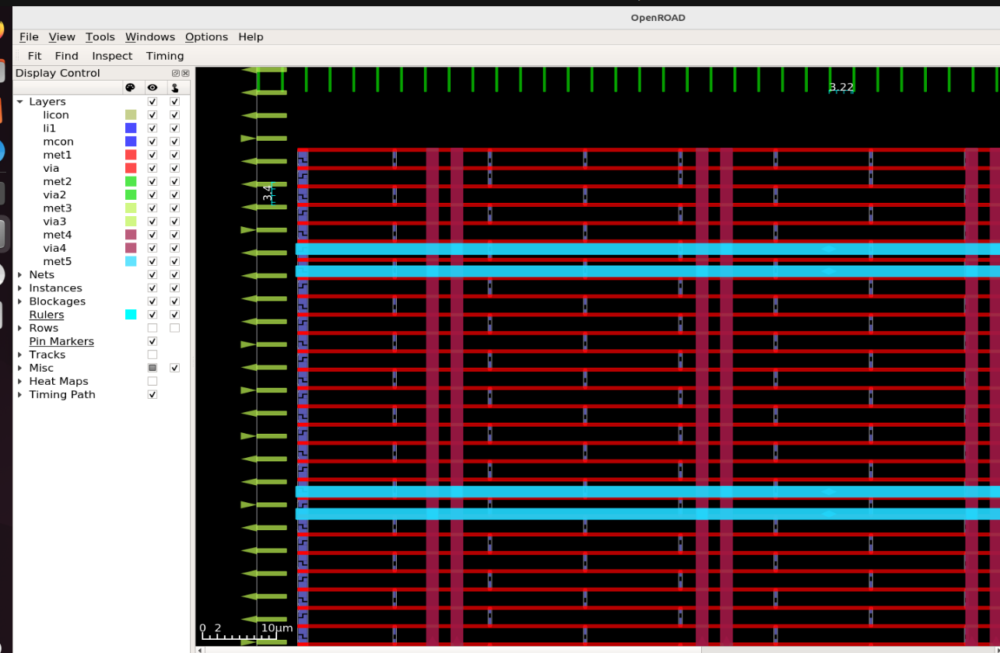 OpenROAD
File View Tools Windows Options Help
Fit Find Inspect Timing
Display Control
Layers
licon
li1
mcon
met1
via
met2
via2
met3
via3
met4
via4
met5
Nets
Instances
Blockages
Rulers
Rows
Pin Markers
Tracks
Misc
Heat Maps
Timing Path
3.22
3.4
0 2 10μm